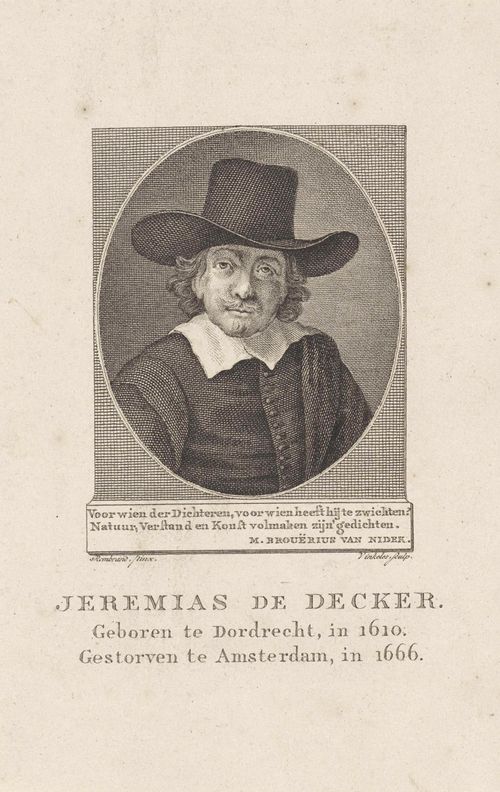 Voor wien der Dichteren, voor wien heeft hij te zwichten?
Natuur, Verstand en Konst volmaken zijn' gedichten.
M. BROUËRIUS VAN NIDEK.
Rembrand, pinx. Vinkeles, sculp.
JEREMIAS DE DECKER.
Geboren te Dordrecht, in 1610.
Gestorven te Amsterdam, in 1666.